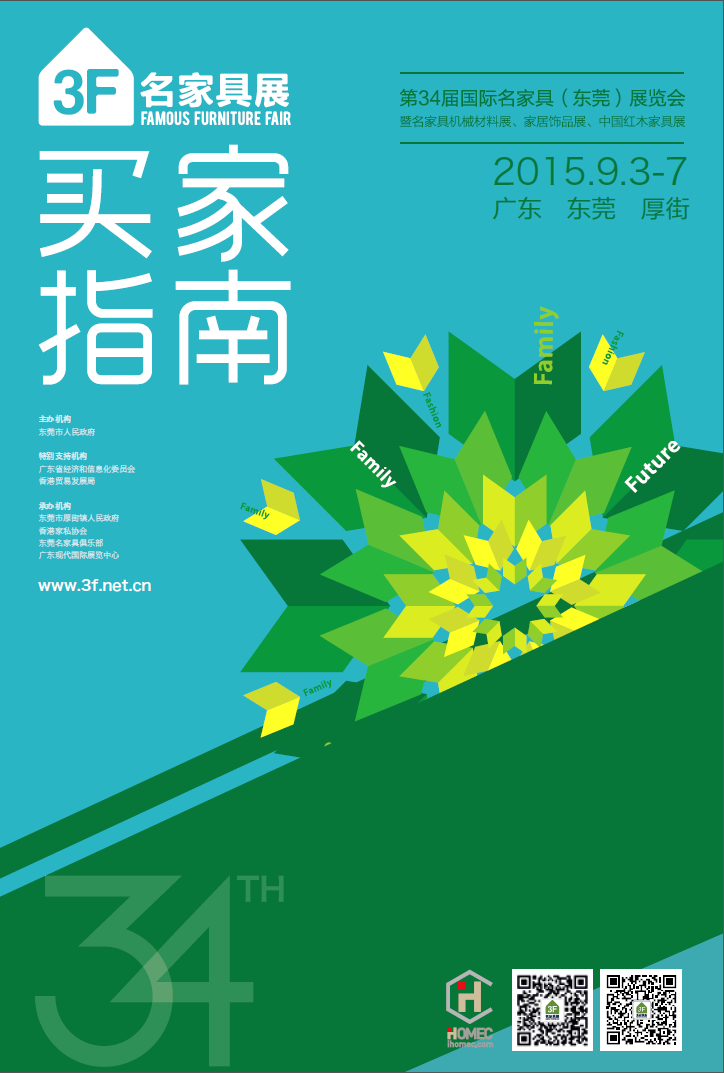 3F
名家具展
FAMOUS FURNITURE FAIR
第34届国际名家具（东莞）展览会
暨名家具机械材料展、家居饰品展、中国红木家具展
2015.9.3-7
广东 东莞 厚街
买家
指南
Family
Fashion
Fashion
Family
Future
Family
Family
主办机构
东莞市人民政府
特别支持机构
广东省经济和信息化委员会
香港贸易发展局
承办机构
东莞市厚街镇人民政府
香港家私协会
东莞名家具俱乐部
广东现代国际展览中心
www.3f.net.cn
34TH
HOMEC
ihomec.com
3F
3F